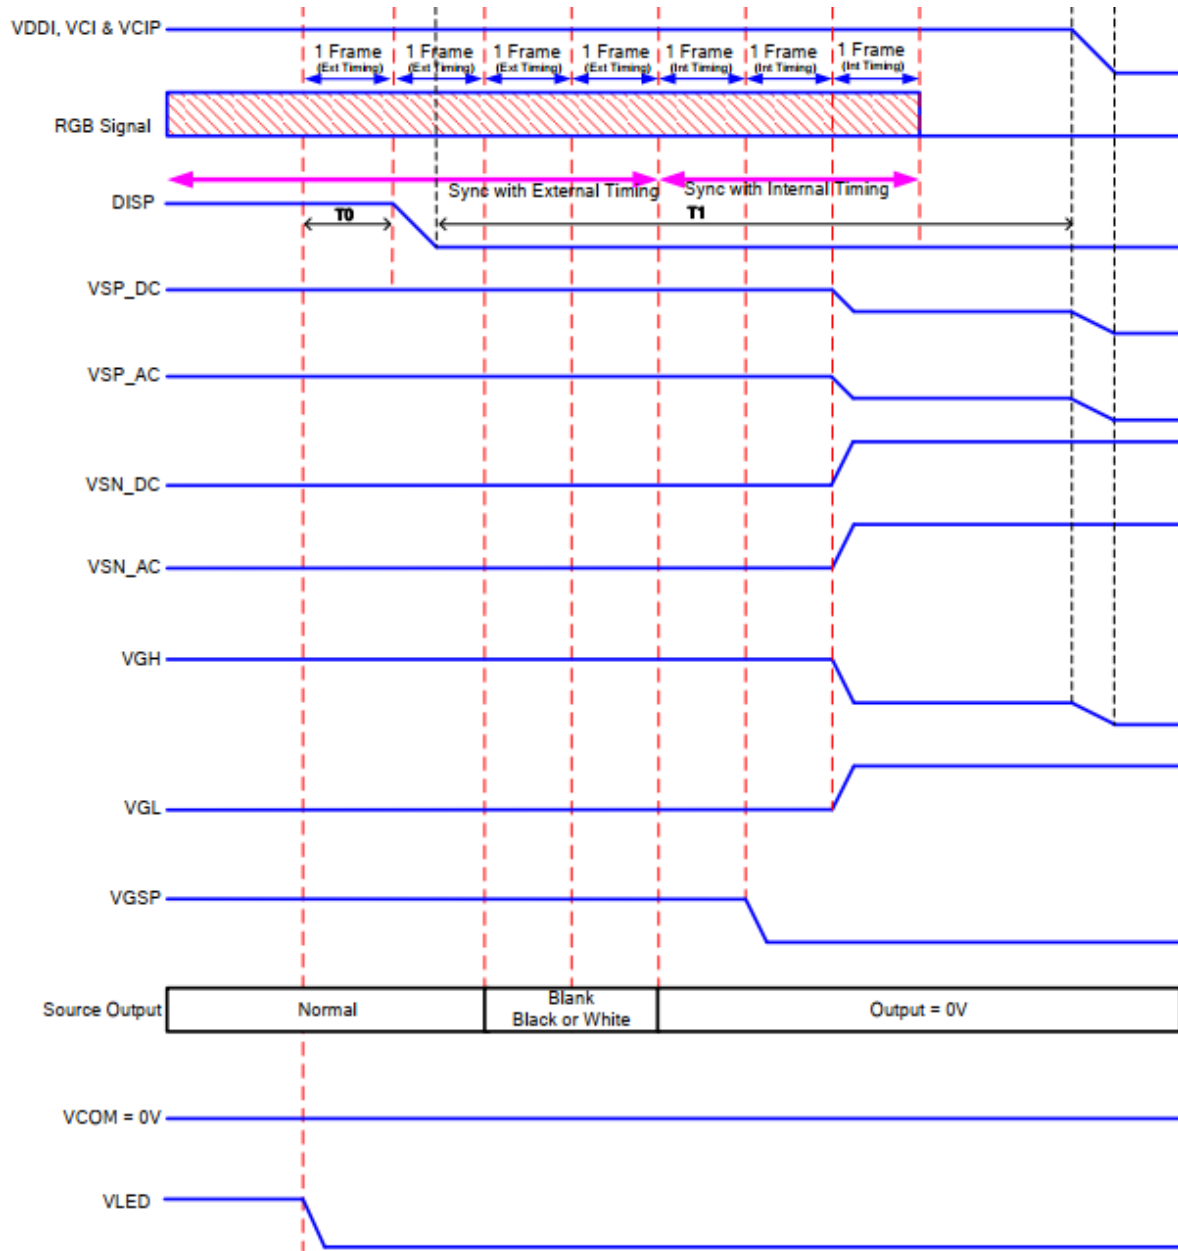 VDDI, VCI & VCIP
1 Frame 1 Frame 1 Frame 1 Frame 1 Frame 1 Frame 1 Frame
(Ext Timing) (Ext Timing) (Ext Timing) (Ext Timing) (Int Timing) (Int Timing) (Int Timing)
RGB Signal
Sync with External Timing Sync with Internal Timing
DISP
T0 T1
VSP_DC
VSP_AC
VSN_DC
VSN_AC
VGH
VGL
VGSP
Source Output Normal Blank Output = 0V
Black or White
VCOM = 0V
VLED